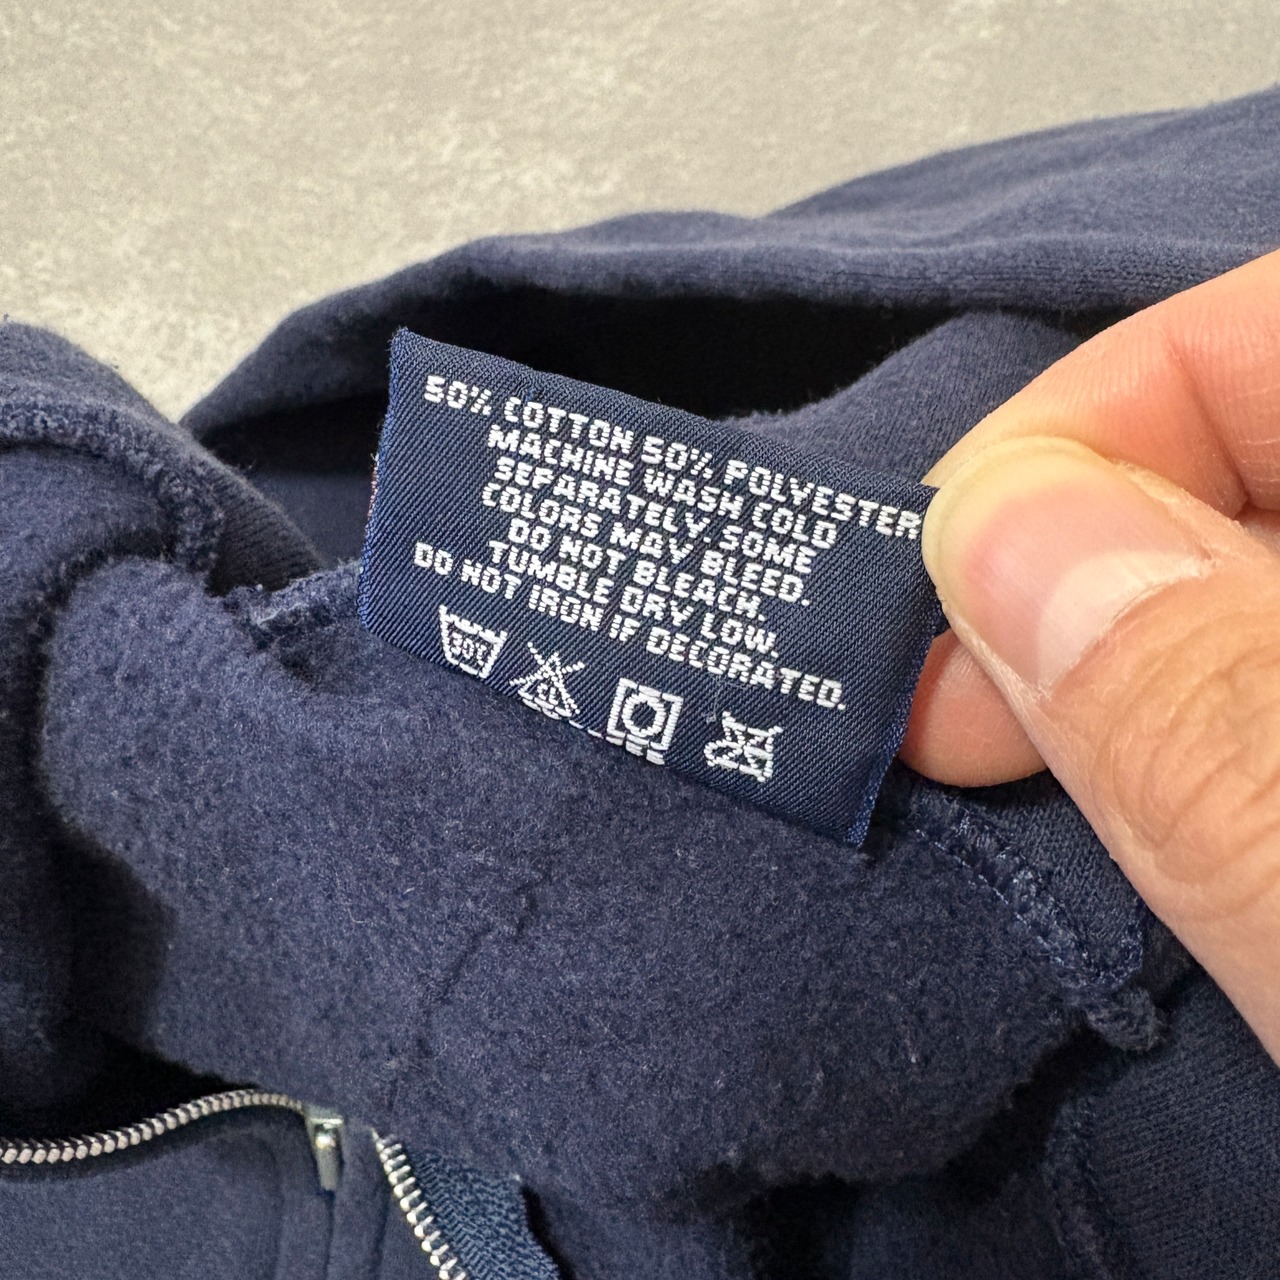 50% COTTON 50% POLYESTER
MACHINE WASH COLD
SEPARATELY. SOME
COLORS MAY BLEED.
DO NOT BLEACH.
TUMBLE DRY LOW.
DO NOT IRON IF DECORATED.